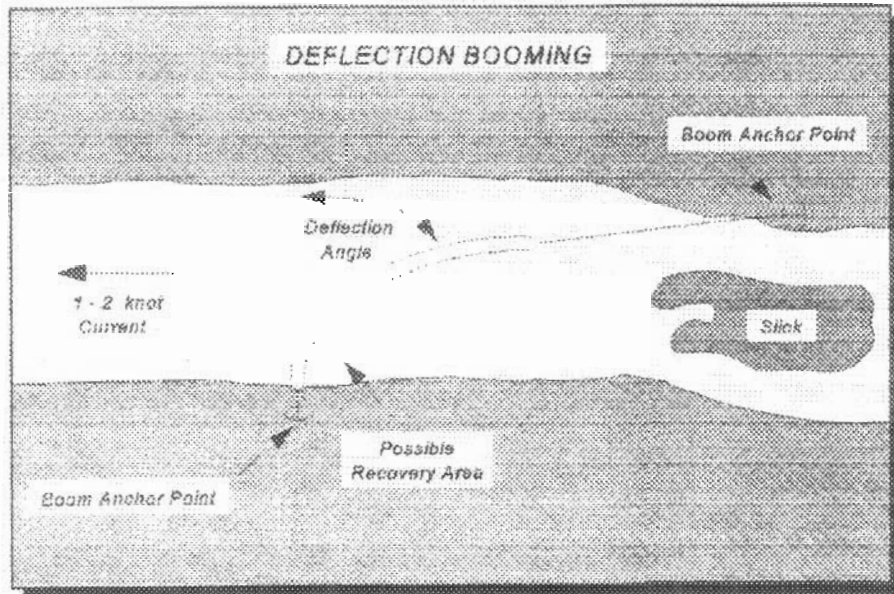 DEFLECTION BOOMING
Boom Anchor Point
Deflection
Angle
1 - 2 knot
Current
Slick
Possible
Recovery Area
Boom Anchor Point